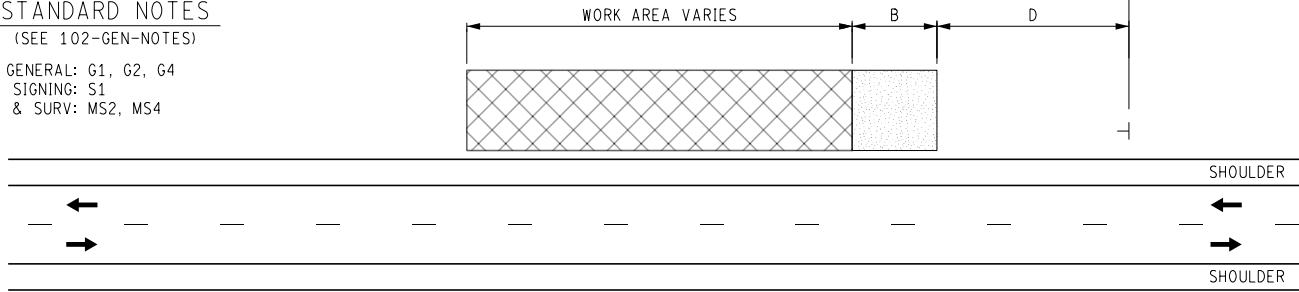 STANDARD NOTES
(SEE 102-GEN-NOTES)
GENERAL: G1, G2, G4
SIGNING: S1
& SURV: MS2, MS4
WORK AREA VARIES
B
D
SHOULDER
SHOULDER